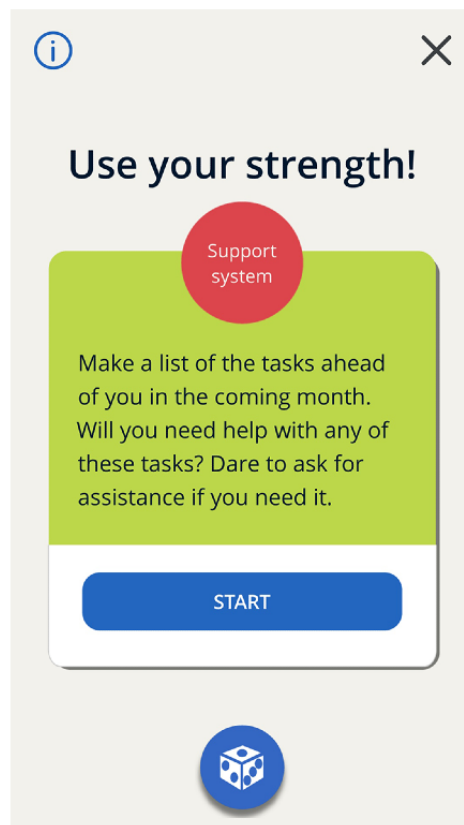 Use your strength!
Support
system
Make a list of the tasks ahead
of you in the coming month.
Will you need help with any of
these tasks? Dare to ask for
assistance if you need it.
START